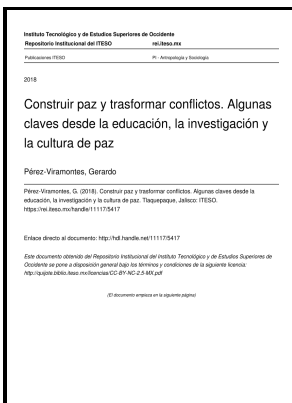 Instituto Tecnológico y de Estudios Superiores de Occidente
Repositorio Institucional del ITESO rei.iteso.mx
Publicaciones ITESO PI - Antropología y Sociología
2018
Construir paz y trasformar conflictos. Algunas
claves desde la educación, la investigación y
la cultura de paz
Pérez-Viramontes, Gerardo
Pérez-Viramontes, G. (2018). Construir paz y trasformar conflictos. Algunas claves desde la
educación, la investigación y la cultura de paz. Tlaquepaque, Jalisco: ITESO.
https://rei.iteso.mx/handle/11117/5417
Enlace directo al documento: http://hdl.handle.net/11117/5417
Este documento obtenido del Repositorio Institucional del Instituto Tecnológico y de Estudios Superiores de
Occidente se pone a disposición general bajo los términos y condiciones de la siguiente licencia:
http://quijote.biblio.iteso.mx/licencias/CC-BY-NC-2.5-MX.pdf
(El documento empieza en la siguiente página)